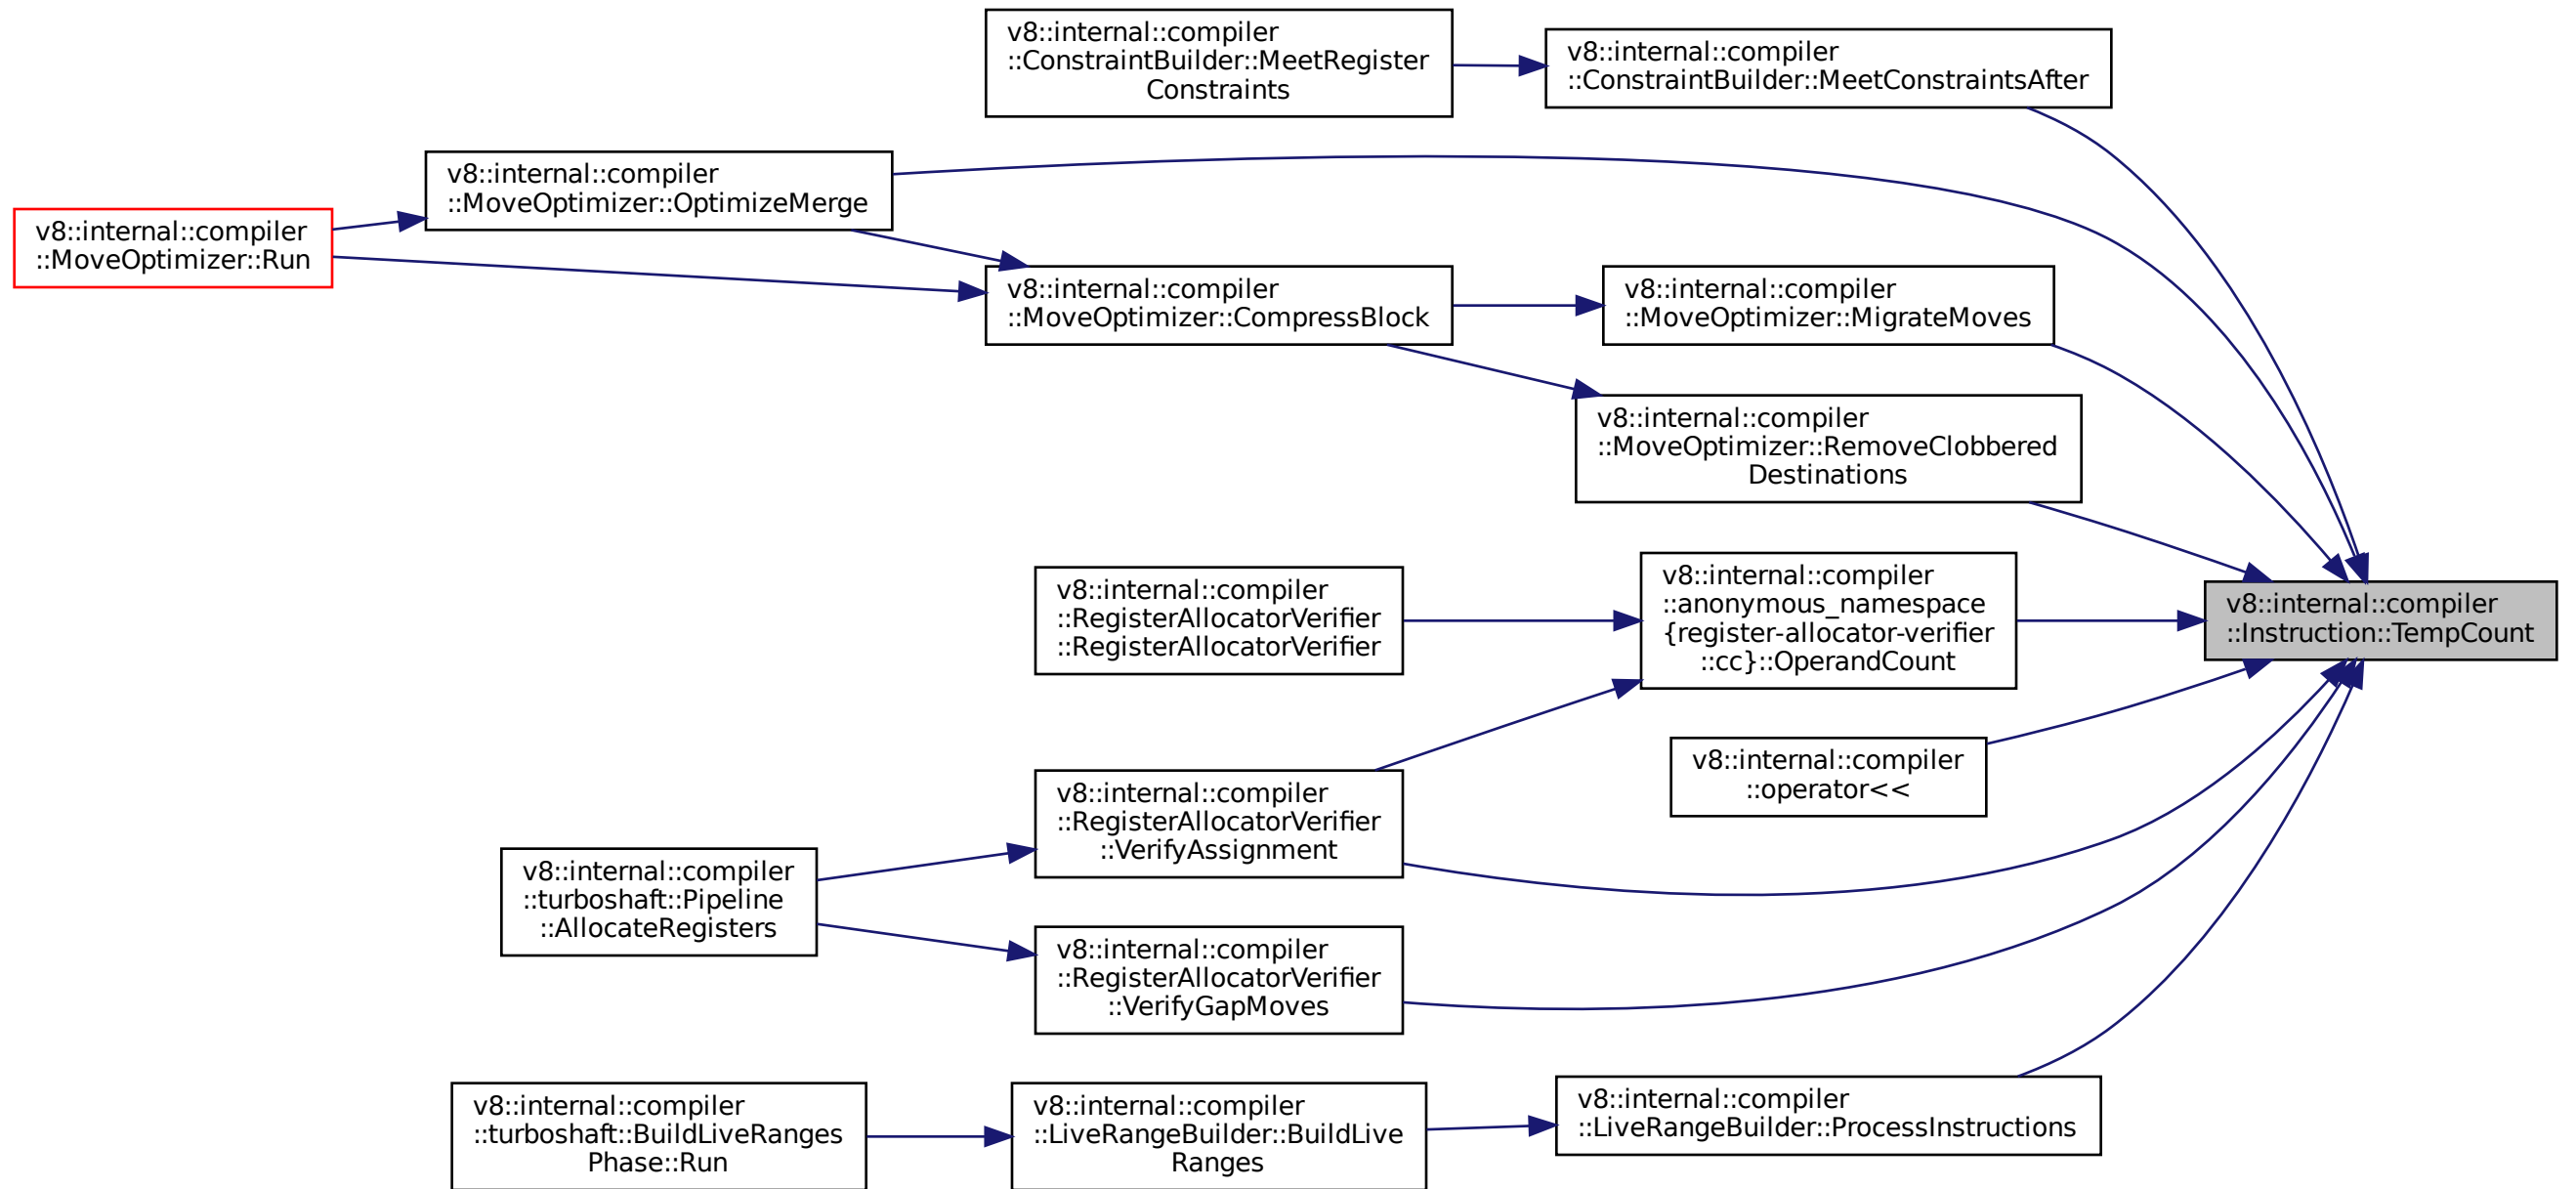 v8::internal::compiler
::ConstraintBuilder::MeetRegister
Constraints
v8::internal::compiler
::ConstraintBuilder::MeetConstraintsAfter
v8::internal::compiler
::MoveOptimizer::OptimizeMerge
v8::internal::compiler
::MoveOptimizer::Run
v8::internal::compiler
::MoveOptimizer::CompressBlock
v8::internal::compiler
::MoveOptimizer::MigrateMoves
v8::internal::compiler
::MoveOptimizer::RemoveClobbered
Destinations
v8::internal::compiler
::RegisterAllocatorVerifier
::RegisterAllocatorVerifier
v8::internal::compiler
::anonymous_namespace
{register-allocator-verifier
::cc}::OperandCount
v8::internal::compiler
::Instruction::TempCount
v8::internal::compiler
::operator<<
v8::internal::compiler
::RegisterAllocatorVerifier
::VerifyAssignment
v8::internal::compiler
::turboshaft::Pipeline
::AllocateRegisters
v8::internal::compiler
::RegisterAllocatorVerifier
::VerifyGapMoves
v8::internal::compiler
::turboshaft::BuildLiveRanges
Phase::Run
v8::internal::compiler
::LiveRangeBuilder::BuildLive
Ranges
v8::internal::compiler
::LiveRangeBuilder::ProcessInstructions